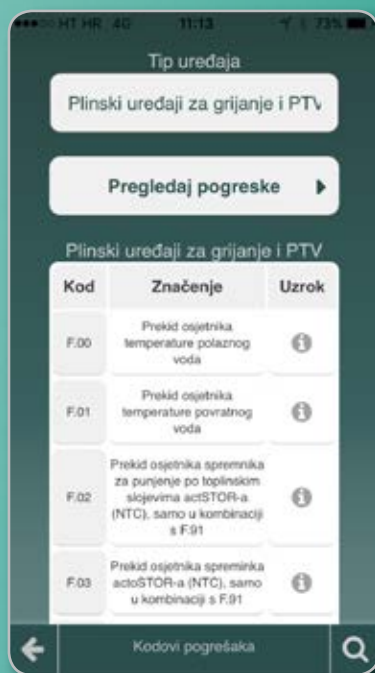 HT HR 4G 11:13 73%
Tip uređaja
Plinski uređaji za grijanje i PTV
Pregledaj pogreske
Plinski uređaji za grijanje i PTV
Kod Značenje Uzrok
F.00
Prekid osjetnika
temperature polaznog
voda
F.01
Prekid osjetnika
temperature povratnog
voda
F.02
Prekid osjetnika spremnika
za punjenje po toplinskim
slojevima actSTOR-a
(NTC), samo u kombinaciji
s F.91
F.03
Prekid osjetnika spreminka
actoSTOR-a (NTC), samo
u kombinaciji s F.91
Kodovi pogrešaka